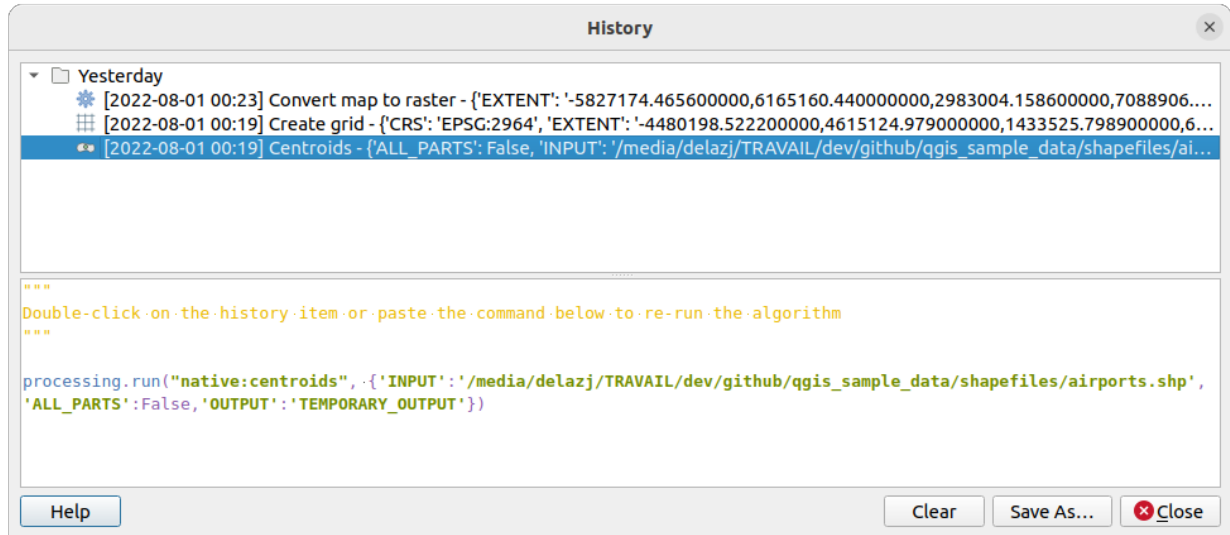 History
Yesterday
[2022-08-01 00:23] Convert map to raster - {'EXTENT': '-5827174.465600000,6165160.440000000,2983004.158600000,7088906....
[2022-08-01 00:19] Create grid - {'CRS': 'EPSG:2964', 'EXTENT': '-4480198.522200000,4615124.979000000,1433525.798900000,6...
[2022-08-01 00:19] Centroids - {'ALL_PARTS': False, 'INPUT': '/media/delazj/TRAVAIL/dev/github/qgis_sample_data/shapefiles/ai...
"""
Double-click·on·the·history·item·or·paste·the·command·below·to·re-run·the·algorithm
"""
processing.run("native:centroids",·{'INPUT':'/media/delazj/TRAVAIL/dev/github/qgis_sample_data/shapefiles/airports.shp',
'ALL_PARTS':False,'OUTPUT':'TEMPORARY_OUTPUT'})
Help
Clear
Save As...
Close